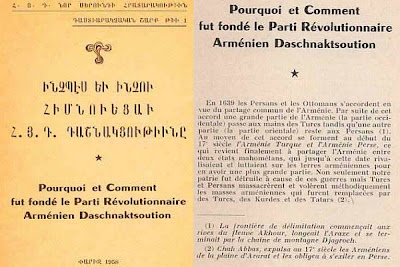 Հ. Յ. Դ. ՆՈՐ ՍԵՐՈՒՆԴԻ ՀՐԱՏԱՐԱԿՈՒԹԻՒՆ
ԴԱՍՏԻԱՐԱԿՉԱԿԱՆ ՇԱՐՔ ԹԻՒ 1
ԻՆՉՊԷՍ ԵՒ ԻՆՉՈՒ
ՀԻՄՆՈՒԵՑԱՒ
Հ. Յ. Դ. ԴԱՇՆԱԿՑՈՒԹԻՒՆԸ
Pourquoi et Comment
fut fondé le Parti Révolutionnaire
Arménien Daschnaktsoution
ՓԱՐԻԶ 1958
Pourquoi et Comment
fut fondé le Parti Révolutionnaire
Arménien Daschnaktsoution
En 1639 les Persans et les Ottomans s'accordent en
vue du partage commun de l'Arménie. Par suite de cet
accord une grande partie de l'Arménie (la partie occi-
dentale) passe aux mains des Turcs tandis qu'une autre
partie (la partie orientale) reste aux Persans (1).
Au moyen de cet accord se forment au début du
17e siècle l'Arménie Turque et l'Arménie Perse, ce
qui revient finalement à partager l'Arménie entre
deux états mahométans, qui jusqu'à cette date riva-
lisaient et luttaient sur les terres arméniennes pour
en avoir une plus grande partie. Non seulement notre
patrie fut détruite à cause de ces guerres mais Turcs
et Persans massacrèrent et volèrent méthodiquement
les masses arméniennes qui furent remplacées par
des Turcs, des Kurdes et des Tatars (2).
(1) La frontière de délimitation commençait aux
rives du fleuve Akhour, longeait l'Araxe et se ter-
minait par la chaîne de montagne Djagroch.
(2) Chah Abbas, expulsa au 17e siècle les Arméniens
de la plaine d'Ararat et les obligea à s'exiler en Perse.